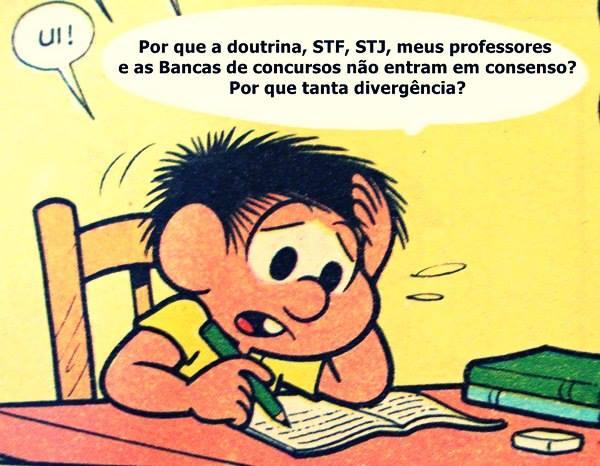 UI!
Por que a doutrina, STF, STJ, meus professores
e as Bancas de concursos não entram em consenso?
Por que tanta divergência?